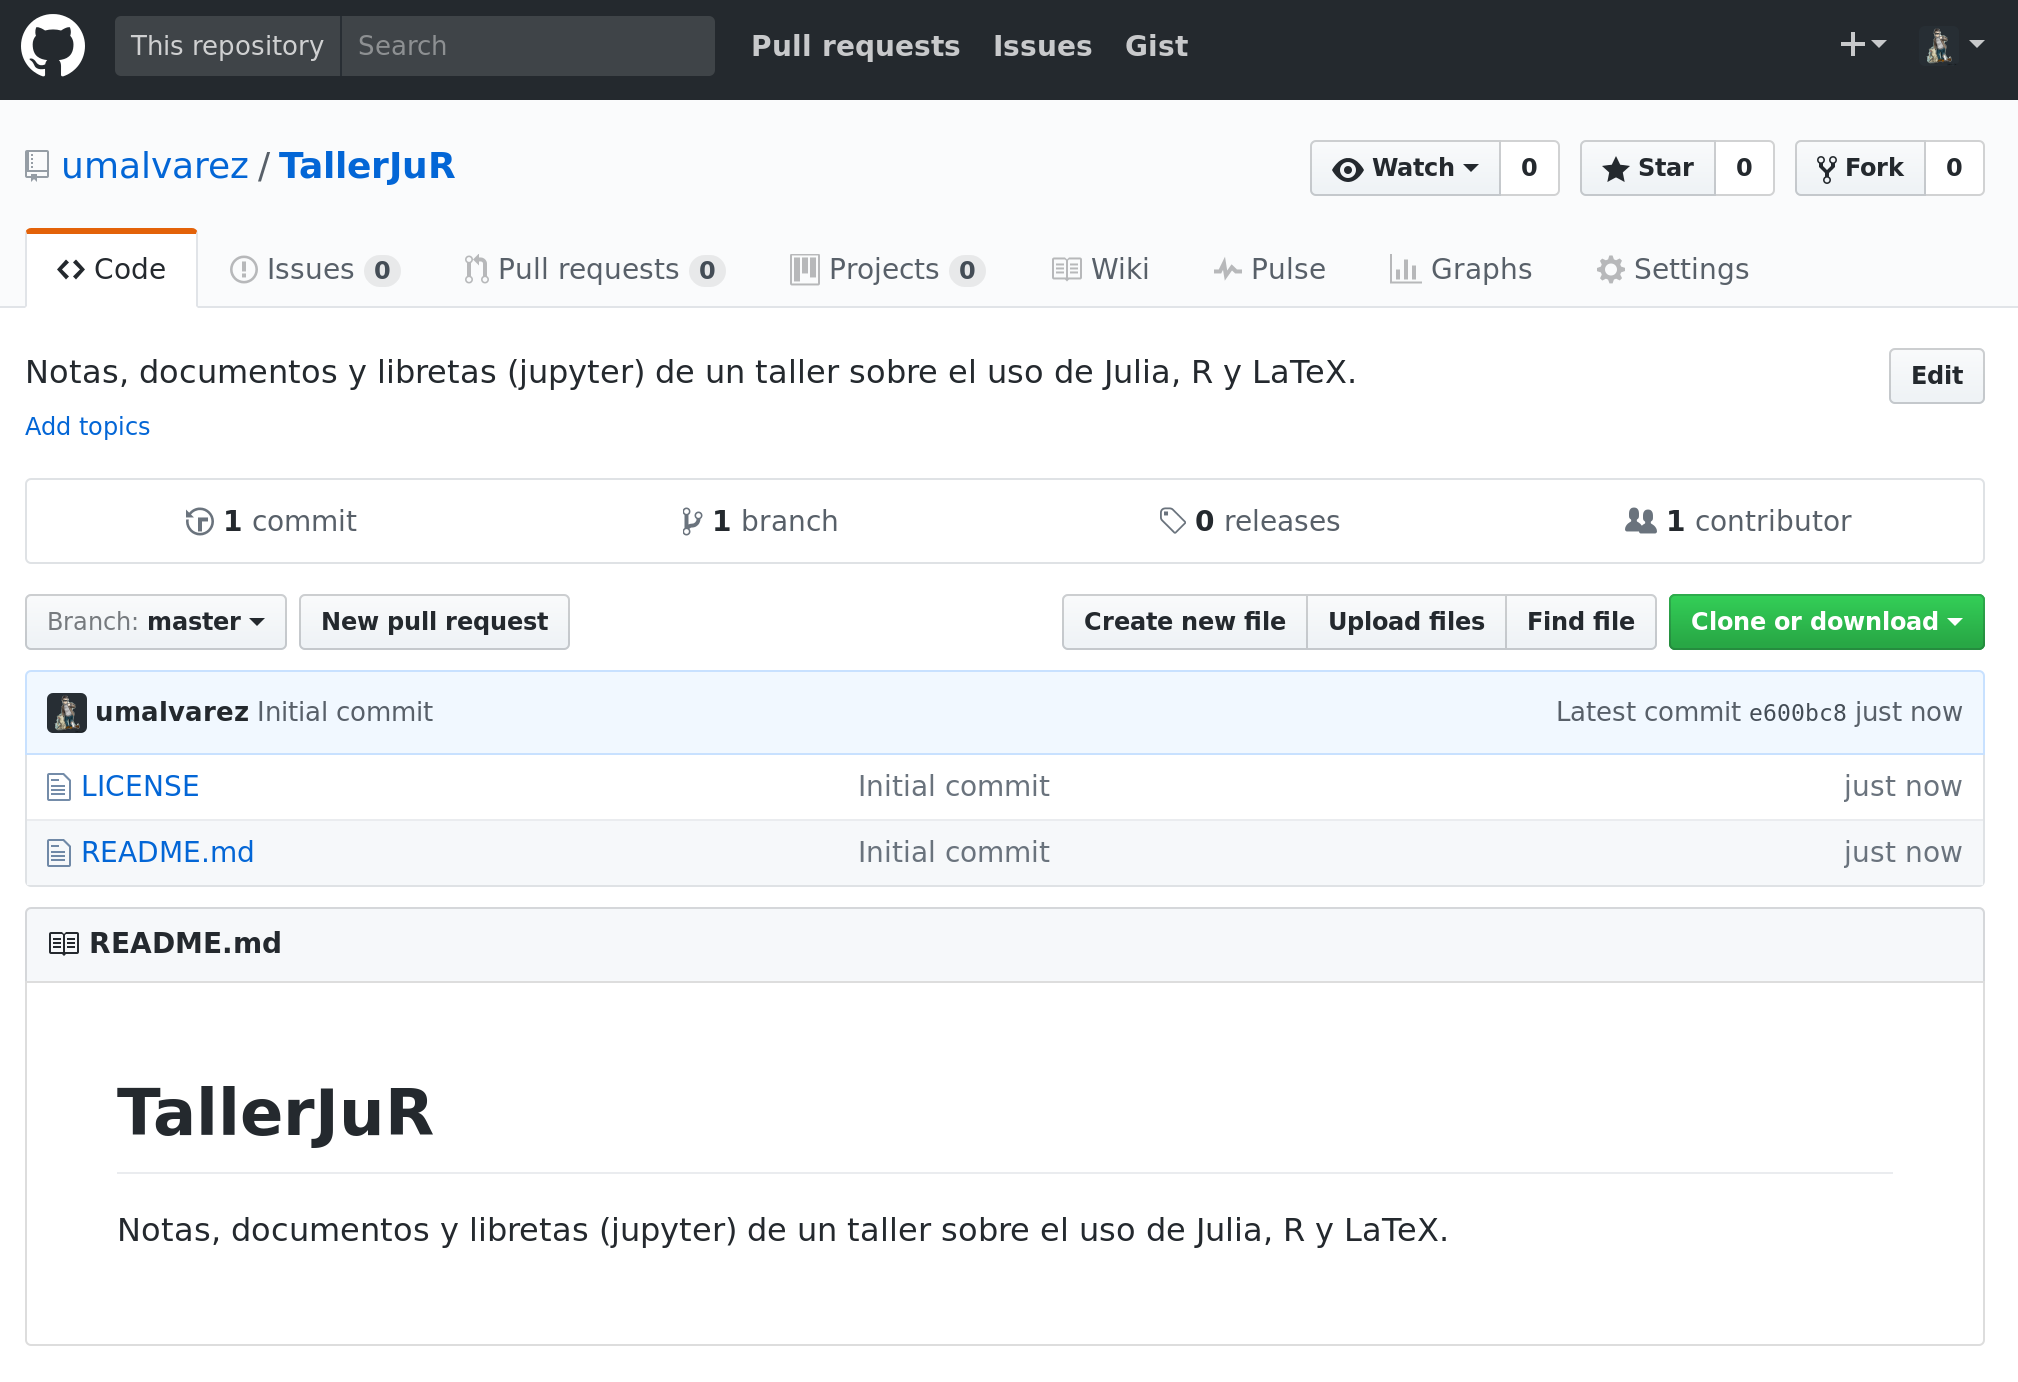 This repository Search Pull requests Issues Gist
umalvarez / TallerJuR Watch 0 Star 0 Fork 0
Code Issues 0 Pull requests 0 Projects 0 Wiki Pulse Graphs Settings
Notas, documentos y libretas (jupyter) de un taller sobre el uso de Julia, R y LaTeX. Edit
Add topics
1 commit 1 branch 0 releases 1 contributor
Branch: master New pull request Create new file Upload files Find file Clone or download
umalvarez Initial commit Latest commit e600bc8 just now
LICENSE Initial commit just now
README.md Initial commit just now
README.md
TallerJuR
Notas, documentos y libretas (jupyter) de un taller sobre el uso de Julia, R y LaTeX.